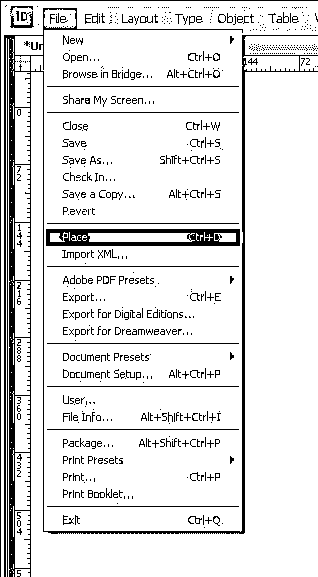 ID File Edit Layout Type Object Table
*Ur
144 72
New
Open... Ctrl+O
Browse in Bridge... Alt+Ctrl+O
Share My Screen...
Close Ctrl+W
Save Ctrl+S
Save As... Shift+Ctrl+S
Check In...
Save a Copy... Alt+Ctrl+S
Revert
Place Ctrl+D
Import XML...
Adobe PDF Presets
Export... Ctrl+E
Export for Digital Editions...
Export for Dreamweaver...
Document Presets
Document Setup... Alt+Ctrl+P
User...
File Info... Alt+Shift+Ctrl+I
Package... Alt+Shift+Ctrl+P
Print Presets
Print... Ctrl+P
Print Booklet...
Exit Ctrl+Q
0
72
144
216
288
360
432
504